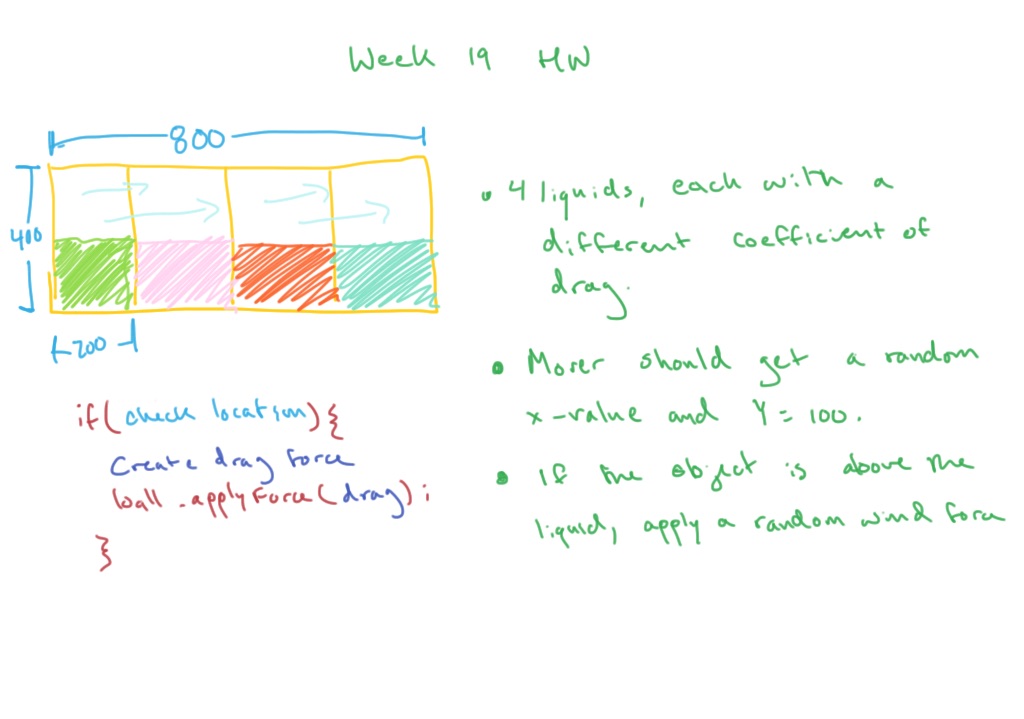 Week 19 HW
800
400
200
• 4 liquids, each with a
different coefficient of
drag.
• Mover should get a random
x-value and Y = 100.
• If the object is above the
liquid, apply a random wind force
if(check location){
Create drag force
ball.applyForce(drag);
}